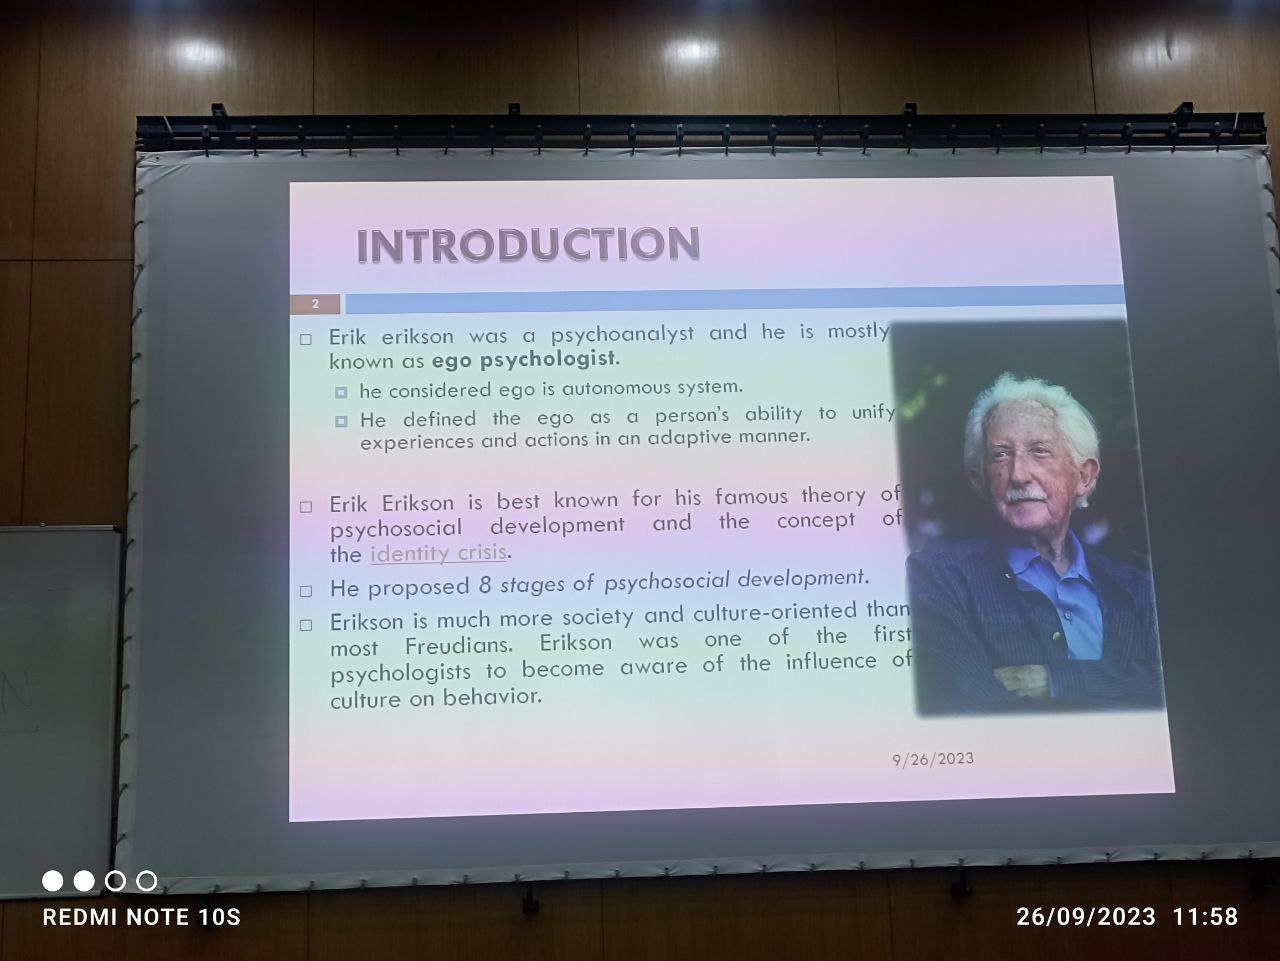 INTRODUCTION
2
Erik erikson was a psychoanalyst and he is mostly
known as ego psychologist.
he considered ego is autonomous system.
He defined the ego as a person's ability to unify
experiences and actions in an adaptive manner.
Erik Erikson is best known for his famous theory of
psychosocial development and the concept of
the identity crisis.
He proposed 8 stages of psychosocial development.
Erikson is much more society and culture-oriented than
most Freudians. Erikson was one of the first
psychologists to become aware of the influence of
culture on behavior.
9/26/2023
REDMI NOTE 10S
26/09/2023 11:58